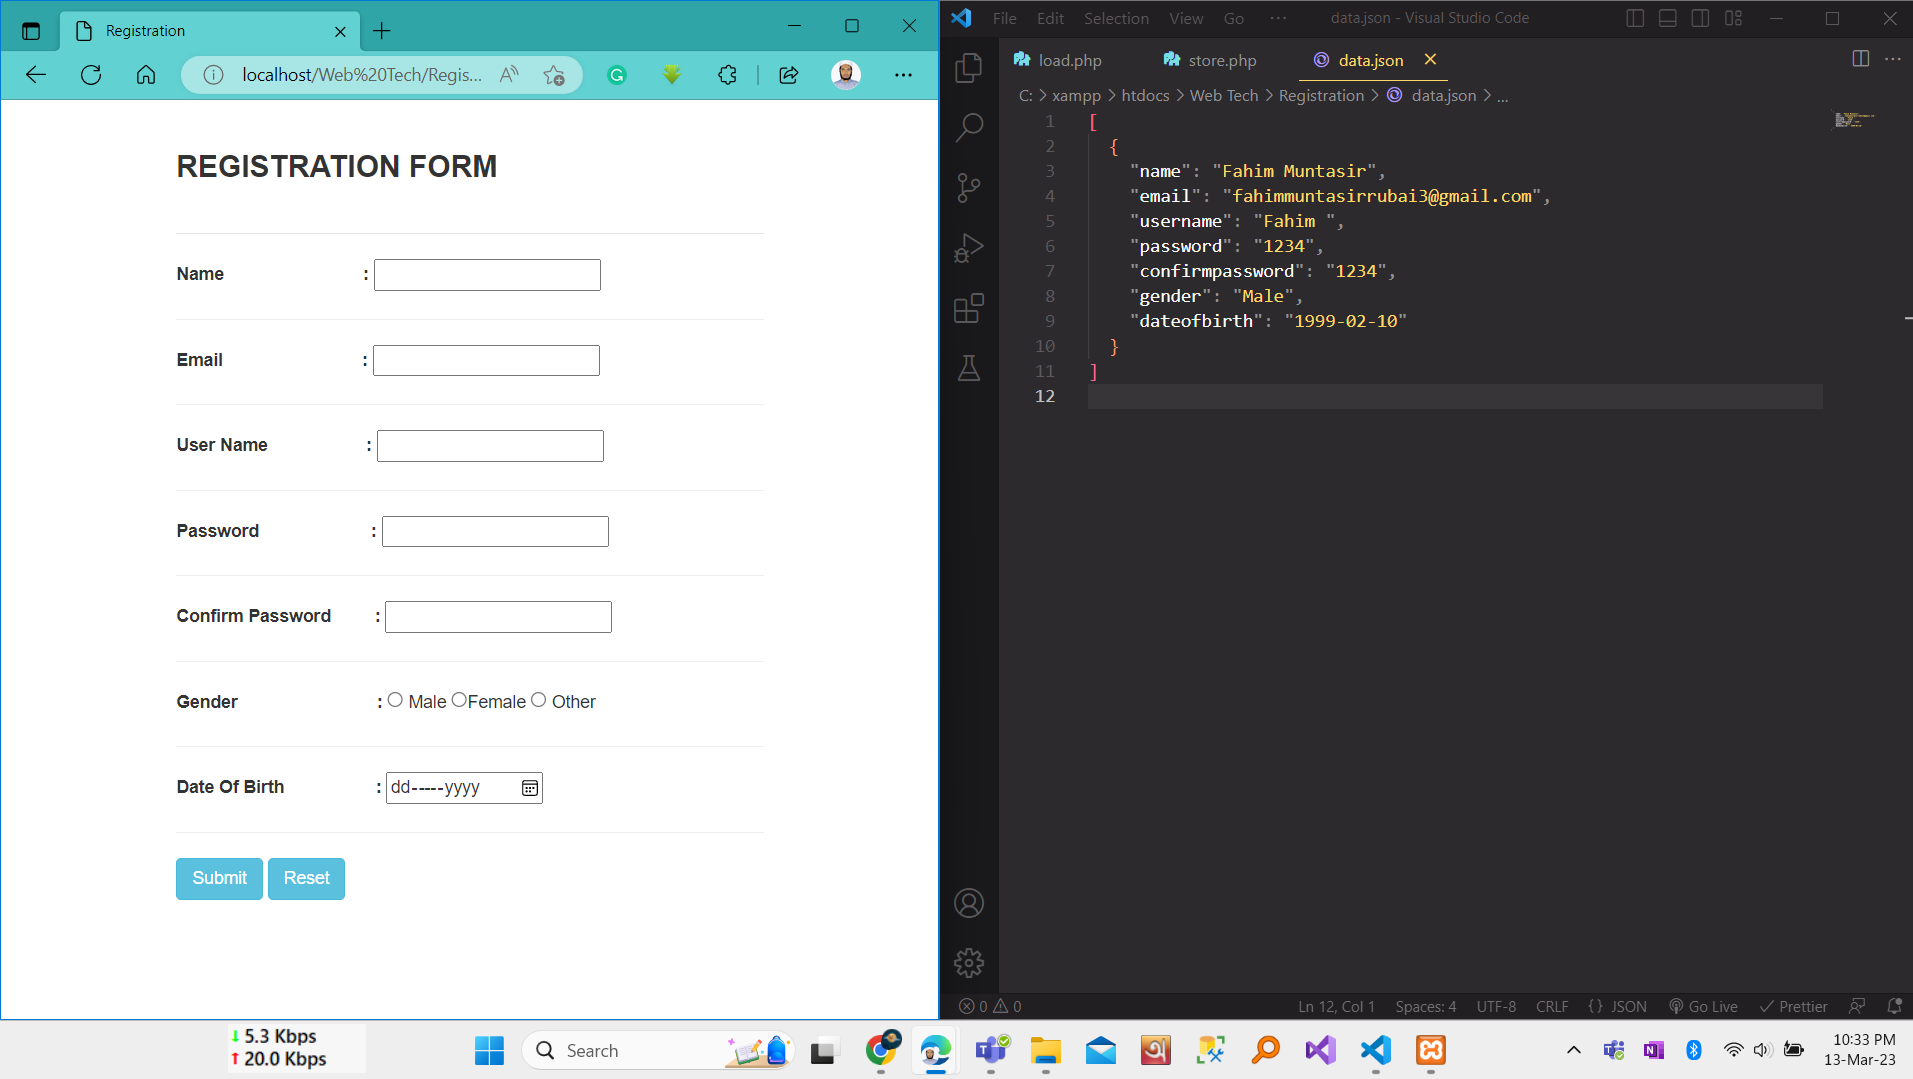 Registration
localhost/Web%20Tech/Regis...
REGISTRATION FORM
Name :
Email :
User Name :
Password :
Confirm Password :
Gender : Male Female Other
Date Of Birth : dd-----yyyy
Submit Reset
File Edit Selection View Go ... data.json - Visual Studio Code
load.php store.php data.json
C: > xampp > htdocs > Web Tech > Registration > data.json > ...
1 [
2 {
3 "name": "Fahim Muntasir",
4 "email": "fahimmuntasirrubai3@gmail.com",
5 "username": "Fahim ",
6 "password": "1234",
7 "confirmpassword": "1234",
8 "gender": "Male",
9 "dateofbirth": "1999-02-10"
10 }
11 ]
12
0 0 Ln 12, Col 1 Spaces: 4 UTF-8 CRLF {} JSON Go Live Prettier
5.3 Kbps
20.0 Kbps
Search
10:33 PM
13-Mar-23